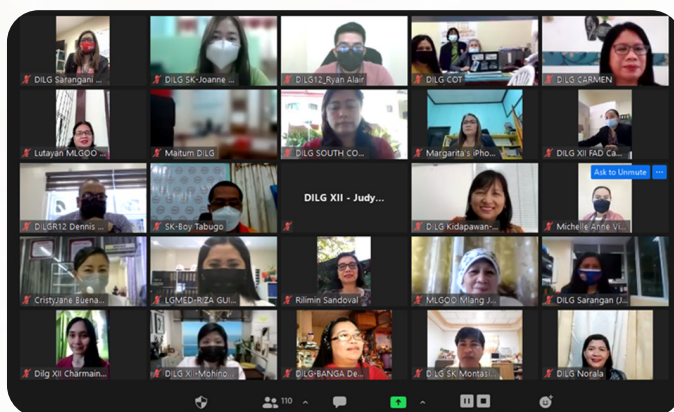 DILG Sarangani ...
DILG SK-Joanne ...
DILG12_Ryan Alair
DILG COT
DILG CARMEN
Lutayan MLGOO ...
Maitum DILG
DILG SOUTH CO...
Margarita's iPho...
DILG XII FAD Ca...
DILGR12 Dennis ...
SK-Boy Tabugo
DILG XII - Judy...
DILG Kidapawan-...
Ask to Unmute
...
Michelle Anne Vi...
CristyJane Buena...
LGMED-RIZA GUI...
Rilimin Sandoval
MLGOO Mlang J...
DILG Sarangan (J...
Dilg XII Charmain...
DILG XII-Mohino...
DILG-BANGA De...
DILG SK Montasi...
DILG Norala
110